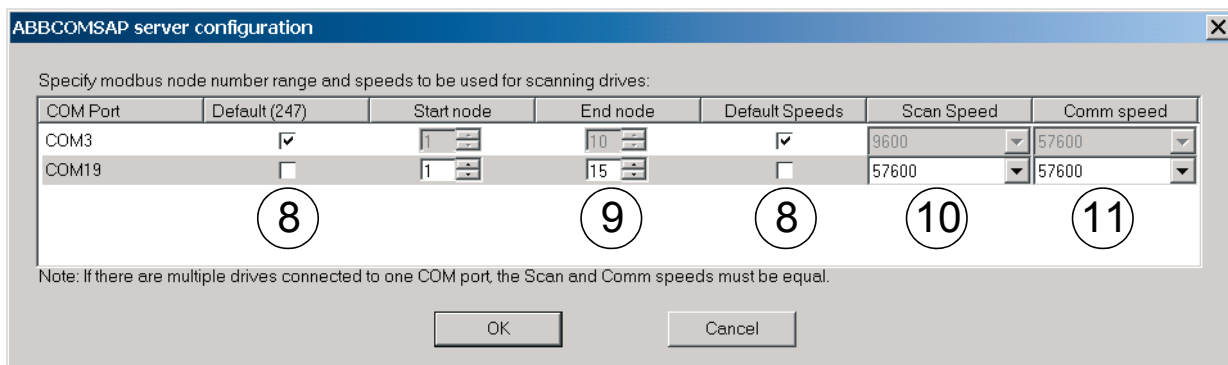 ABBCOMSAP server configuration
Specify modbus node number range and speeds to be used for scanning drives:
COM Port Default (247) Start node End node Default Speeds Scan Speed Comm speed
COM3 1 10 9600 57600
COM19 1 15 57600 57600
8 9 8 10 11
Note: If there are multiple drives connected to one COM port, the Scan and Comm speeds must be equal.
OK Cancel